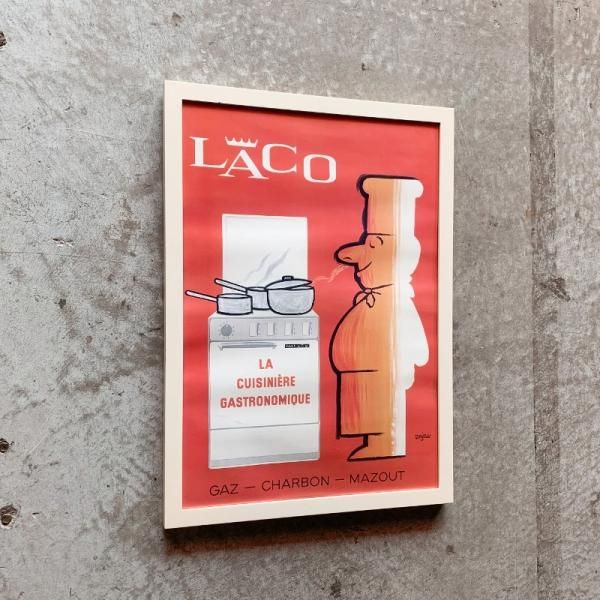 LACO
LA
CUISINIÈRE
GASTRONOMIQUE
GAZ — CHARBON — MAZOUT